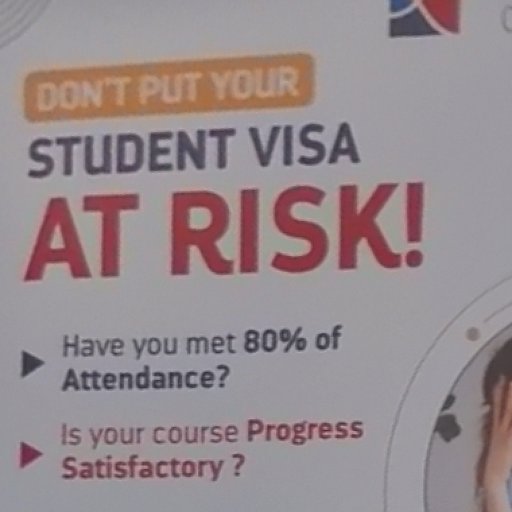 DON'T PUT YOUR
STUDENT VISA
AT RISK!
Have you met 80% of
Attendance?
Is your course Progress
Satisfactory ?